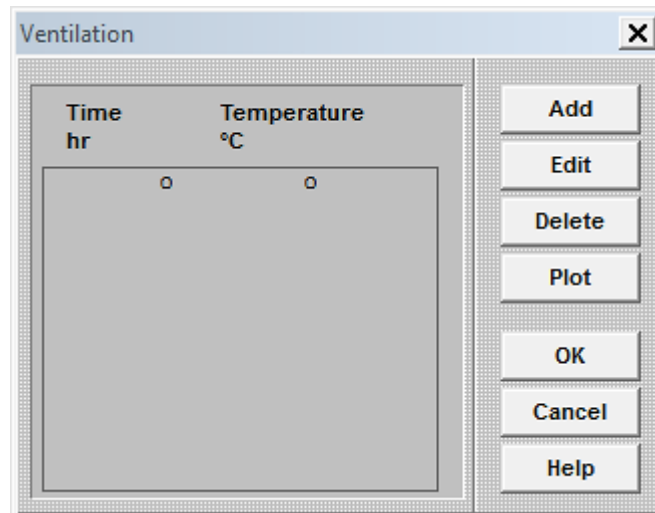 Ventilation
Time Temperature
hr °C
0 0
Add
Edit
Delete
Plot
OK
Cancel
Help